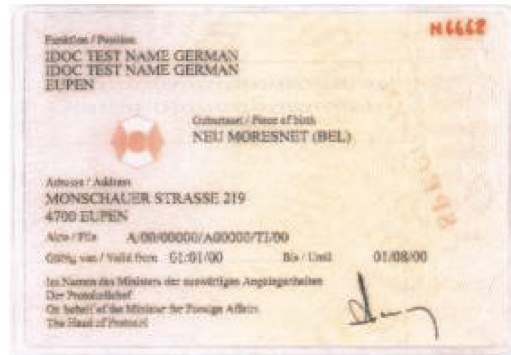 N6668
Funktion / Position
IDOC TEST NAME GERMAN
IDOC TEST NAME GERMAN
EUPEN
Geburtsort / Place of birth
NEU MORESNET (BEL)
Adresse / Address
MONSCHAUER STRASSE 219
4700 EUPEN
Akte / File A/00/00000/A00000/TI/00
Gültig von / Valid from 01/01/00 Bis / Until 01/08/00
Im Namen des Ministers der auswärtigen Angelegenheiten
Der Protokollchef
On behalf of the Minister for Foreign Affairs
The Head of Protocol